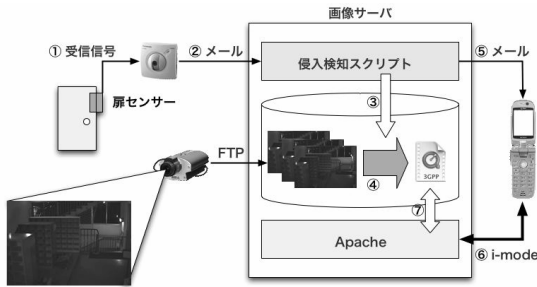 画像サーバ
① 受信信号
② メール
侵入検知スクリプト
⑤ メール
扉センサー
③
FTP
④
3GPP
⑦
Apache
⑥ i-mode